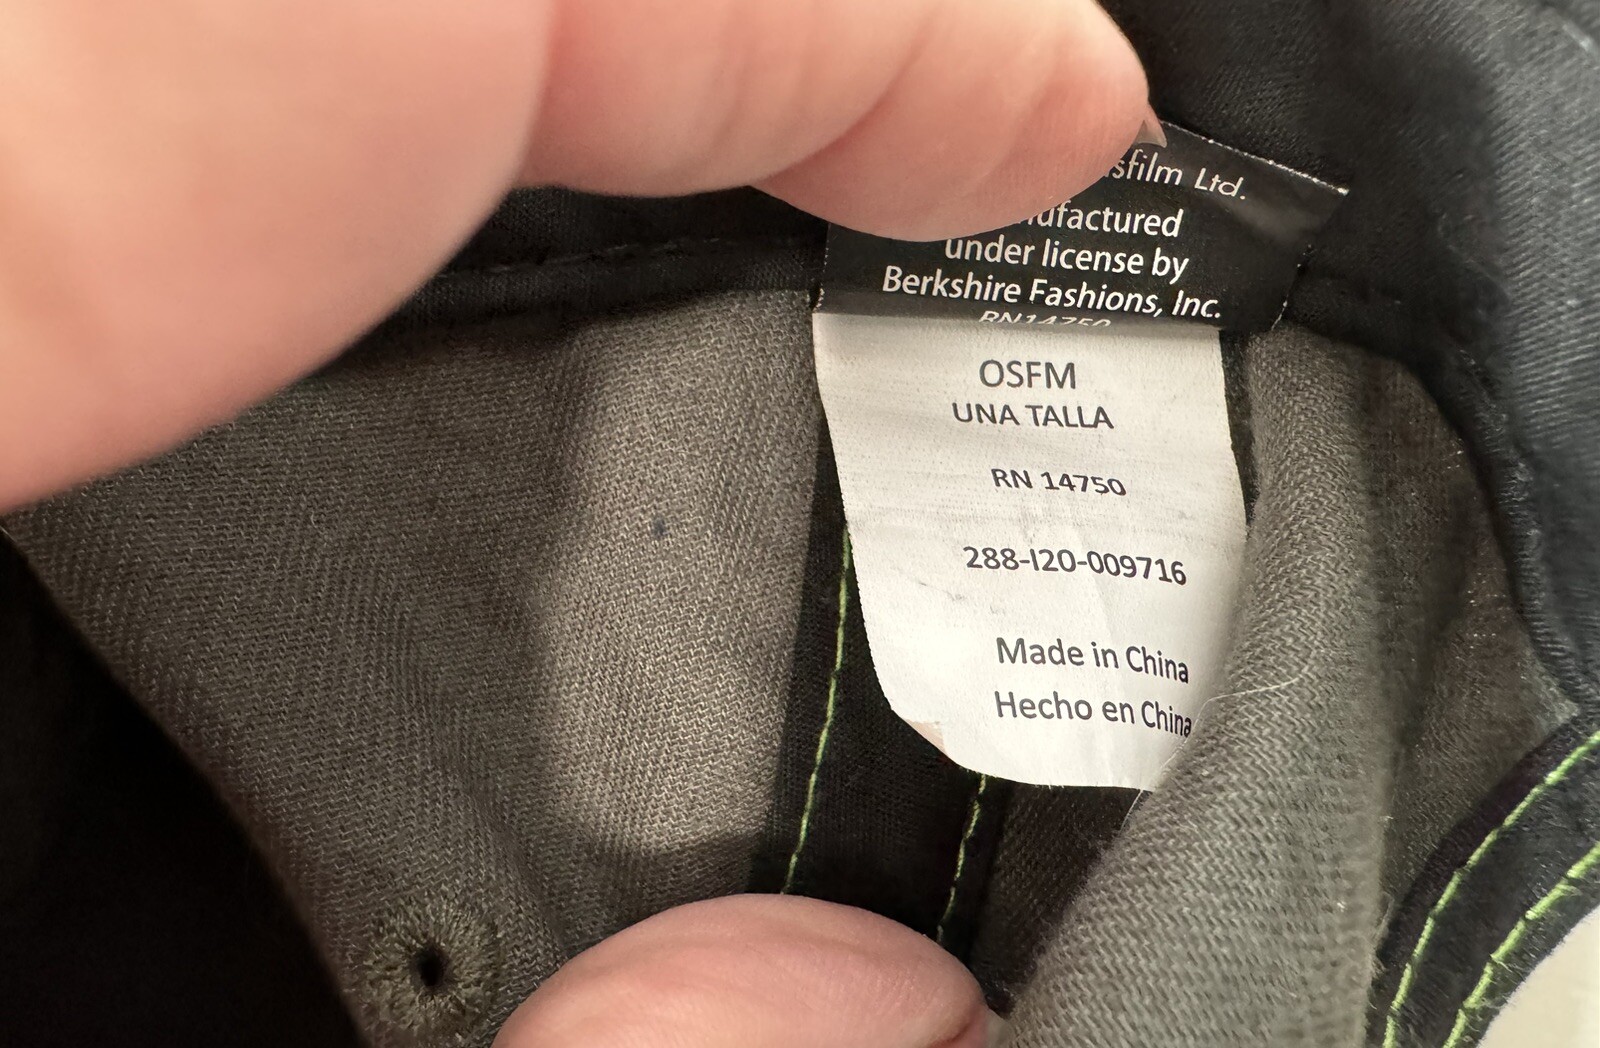 Ltd.
under license by
Berkshire Fashions, Inc.
RN14750
OSFM
UNA TALLA
RN 14750
288-I20-009716
Made in China
Hecho en China